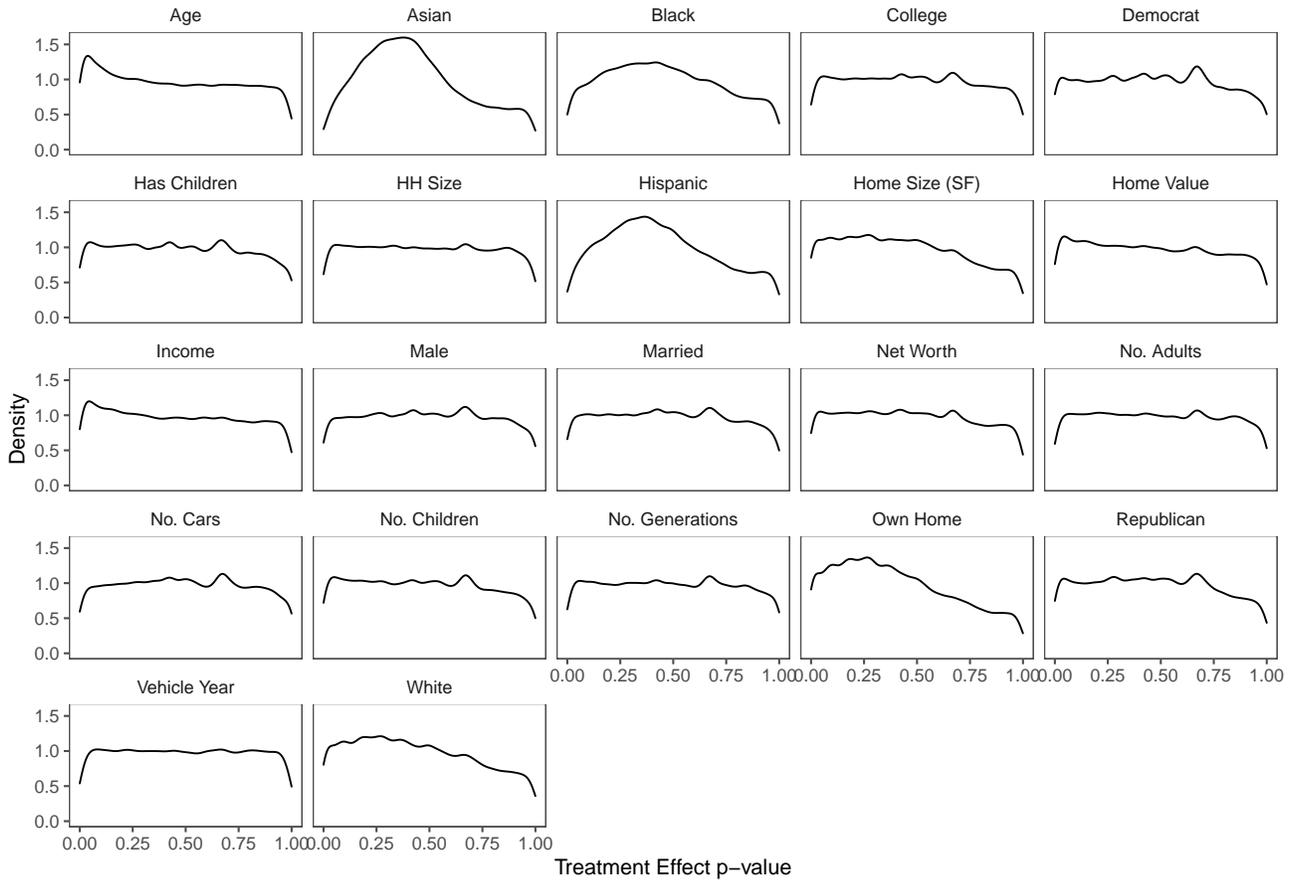 Age Asian Black College Democrat
1.5
1.0
0.5
0.0
Has Children HH Size Hispanic Home Size (SF) Home Value
1.5
1.0
0.5
0.0
Income Male Married Net Worth No. Adults
1.5
1.0
0.5
0.0
Density
No. Cars No. Children No. Generations Own Home Republican
1.5
1.0
0.5
0.0
0.00 0.25 0.50 0.75 1.00 0.00 0.25 0.50 0.75 1.00 0.00 0.25 0.50 0.75 1.00
Vehicle Year White
1.5
1.0
0.5
0.0
0.00 0.25 0.50 0.75 1.00 0.00 0.25 0.50 0.75 1.00
Treatment Effect p−value